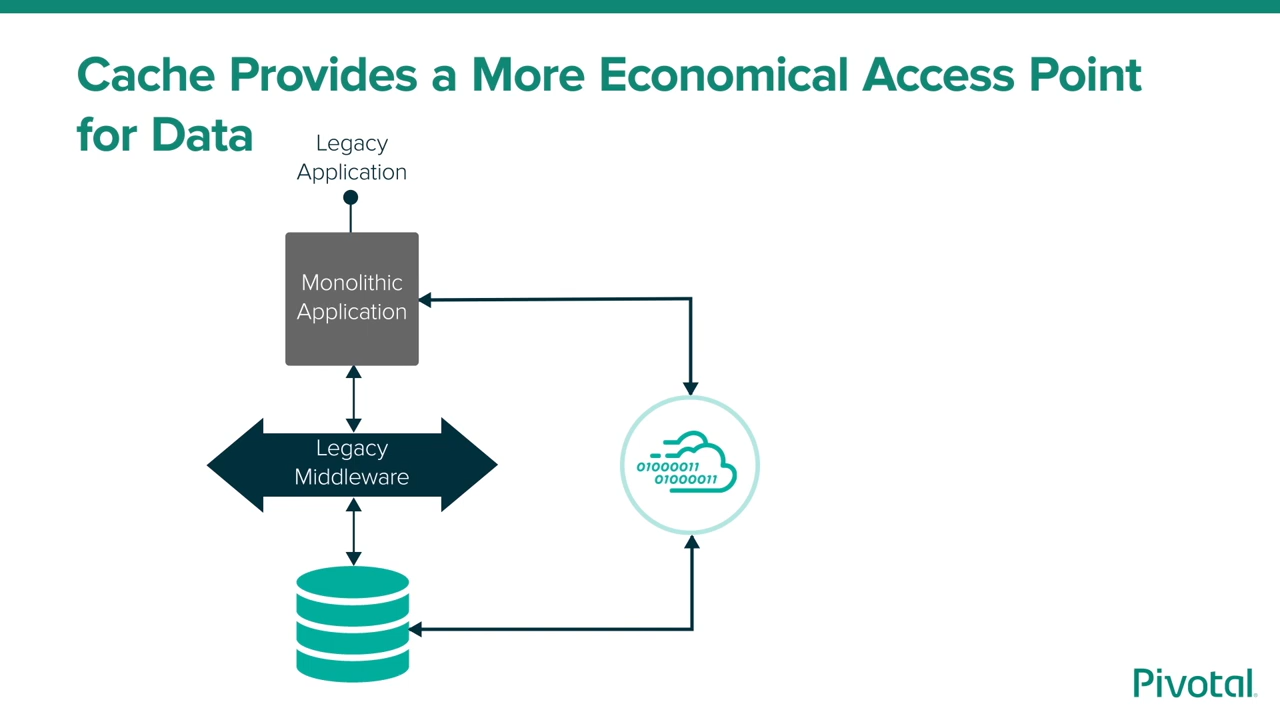 Cache Provides a More Economical Access Point
for Data
Legacy
Application
Monolithic
Application
Legacy
Middleware
01000011
01000011
Pivotal